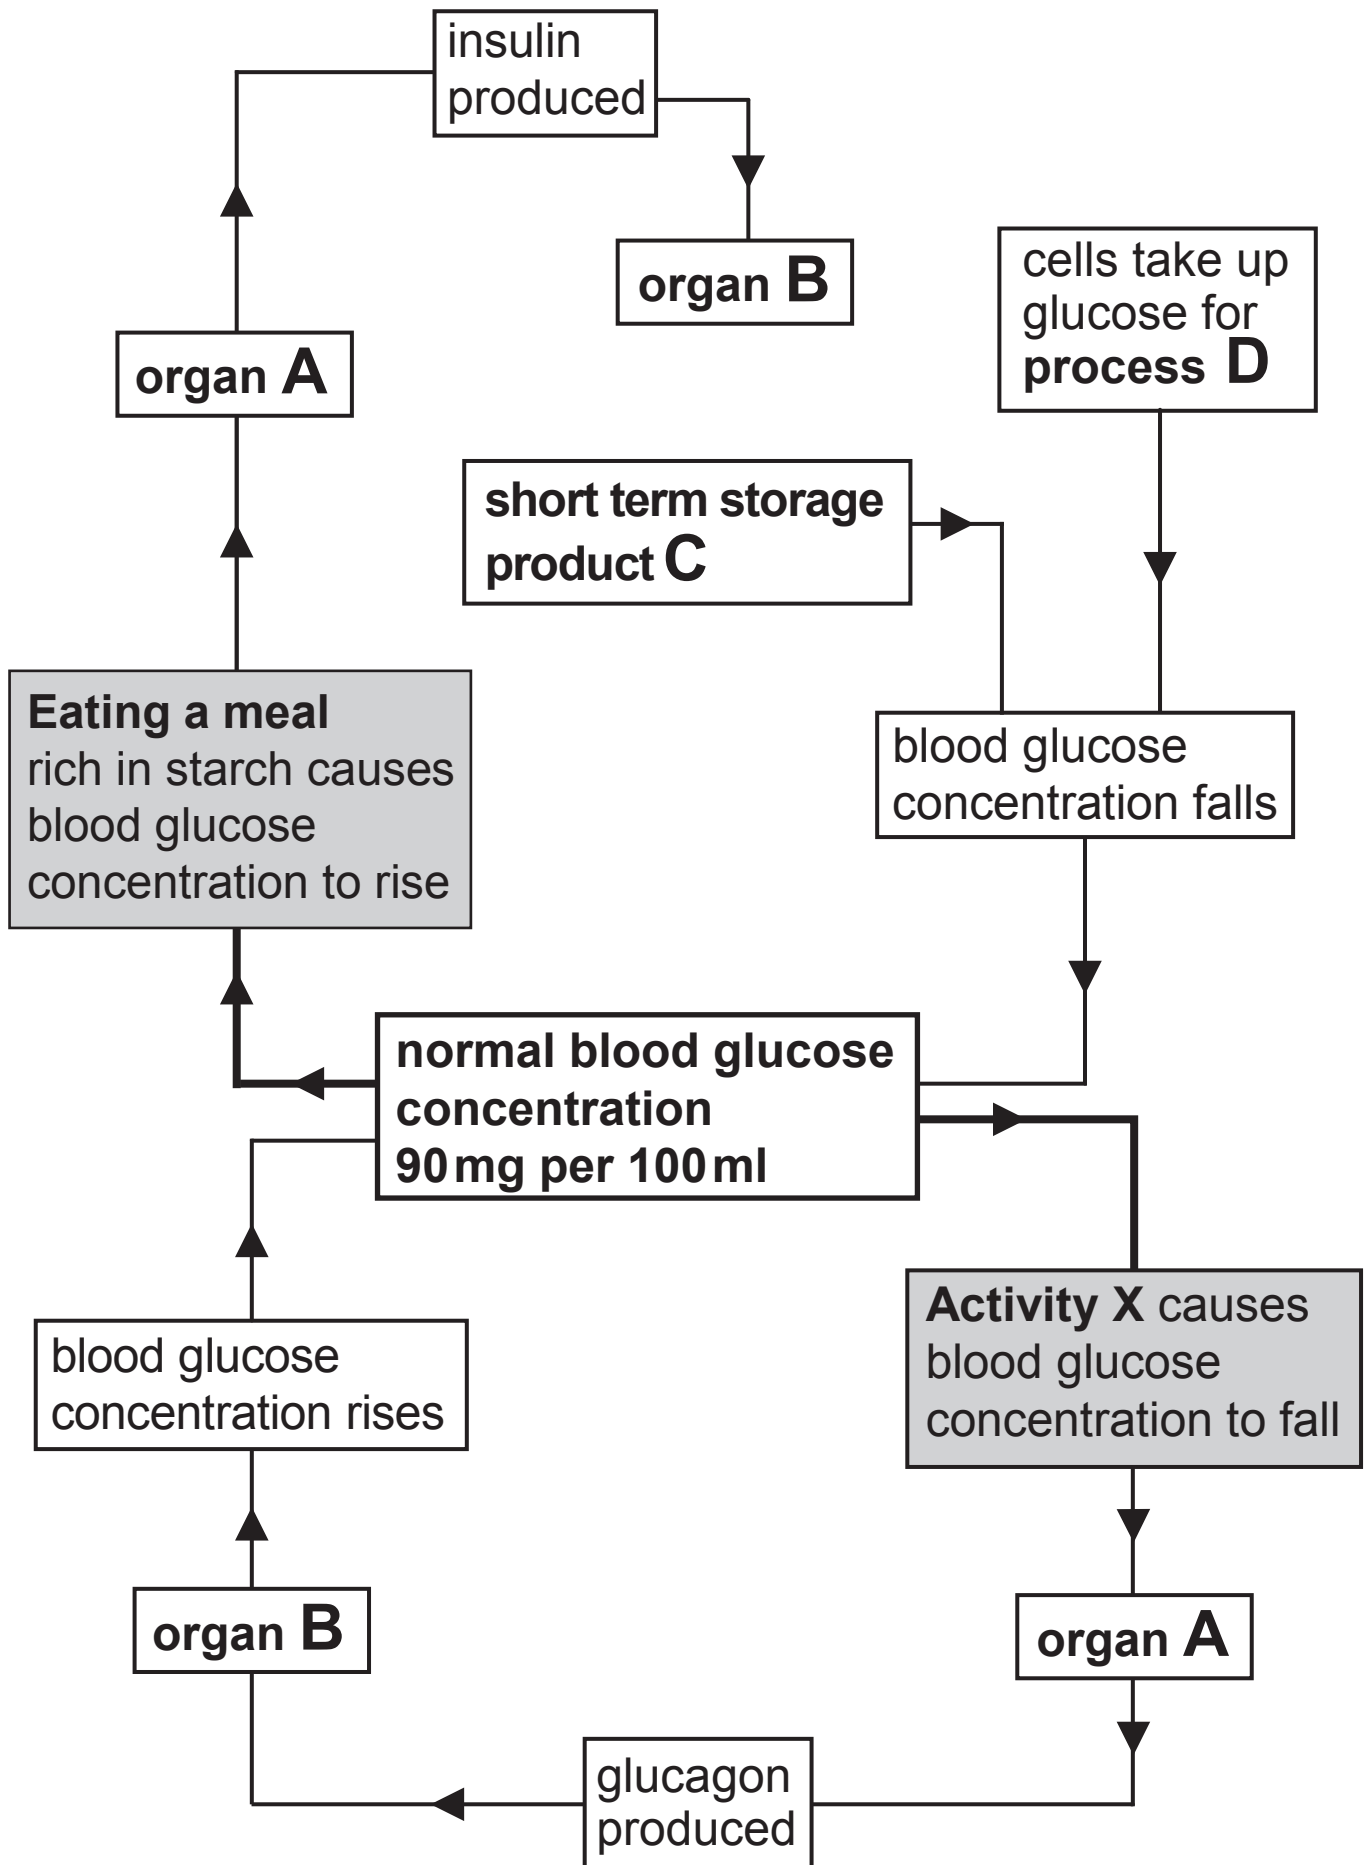 insulin
produced
organ B
cells take up
glucose for
process D
organ A
short term storage
product C
Eating a meal
rich in starch causes
blood glucose
concentration to rise
blood glucose
concentration falls
normal blood glucose
concentration
90 mg per 100 ml
Activity X causes
blood glucose
concentration to fall
blood glucose
concentration rises
organ B
organ A
glucagon
produced